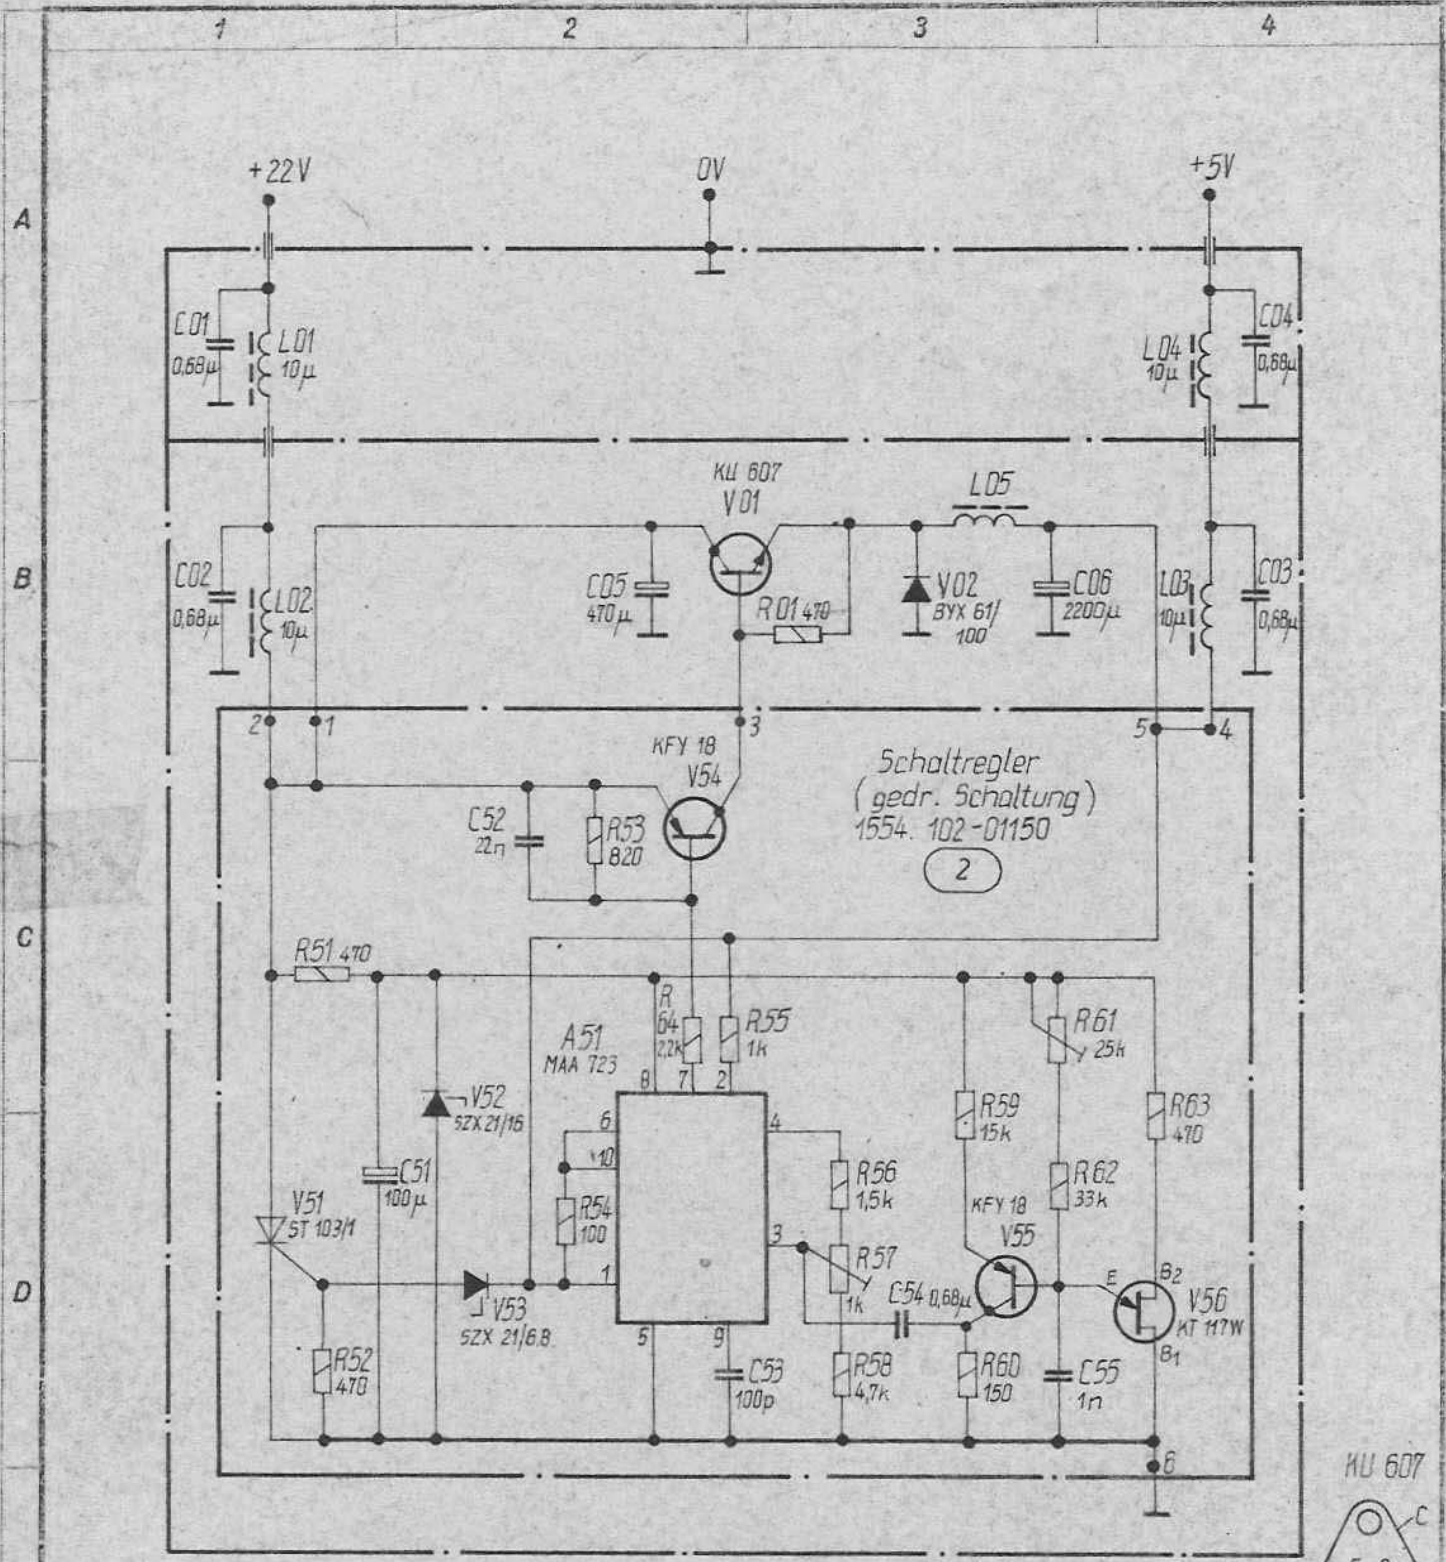 1 2 3 4
+22V 0V +5V
A
C01
0,68µ
L01
10µ
L04
10µ
C04
0,68µ
KU 607
V01
L05
B
C02
0,68µ
L02
10µ
C05
470µ
R01 470
V02
BYX 61/
100
C06
2200µ
L03
10µ
C03
0,68µ
2 1 3 5 4
KFY 18
V54
Schaltregler
(gedr. Schaltung)
1554. 102-01150
2
C52
22n
R53
820
C
R51 470
A51
MAA 723
R
64
2,2k
R55
1k
R61
25k
8 7 2
V52
SZX 21/16
R59
15k
R63
470
6
10
4
C51
100µ
R54
100
R56
1,5k
R62
33k
V51
ST 103/1
KFY 18
V55
3
R57
1k
D
1
V53
SZX 21/6.8
C54 0,68µ
E
B2
V56
KT 117W
B1
5 9
R52
470
C53
100p
R58
4,7k
R60
150
C55
1n
6
KU 607
C